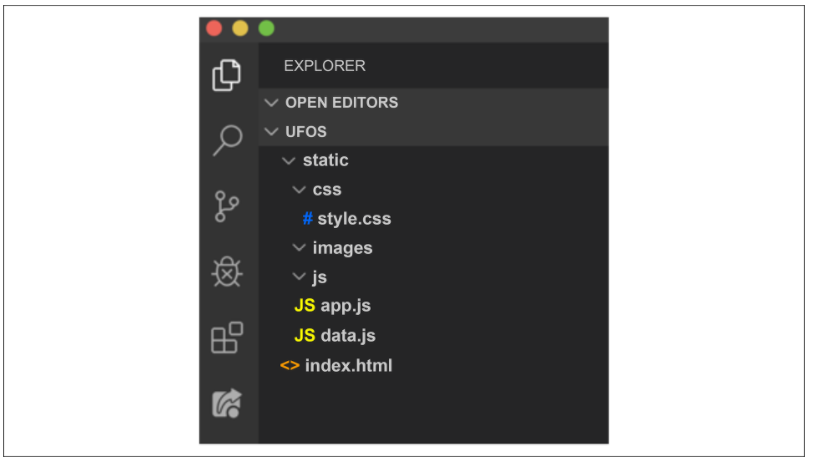 EXPLORER
OPEN EDITORS
UFOS
static
css
# style.css
images
js
JS app.js
JS data.js
<> index.html